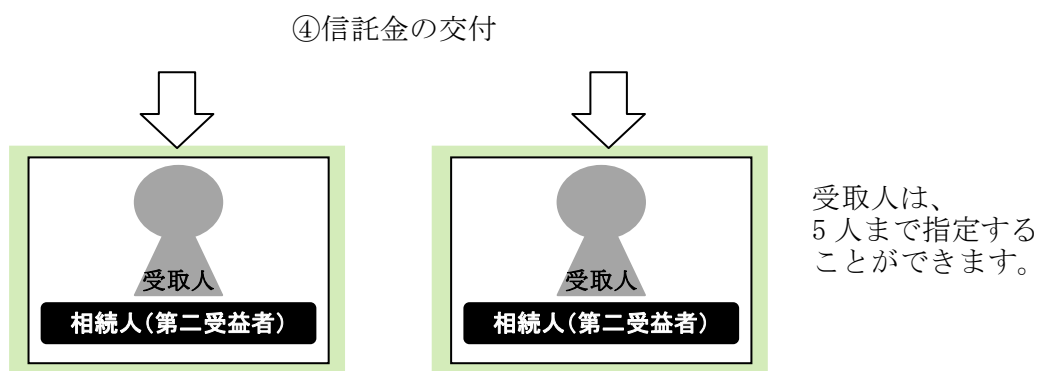 ④信託金の交付
受取人
相続人(第二受益者)
受取人
相続人(第二受益者)
受取人は、
5人まで指定する
ことができます。